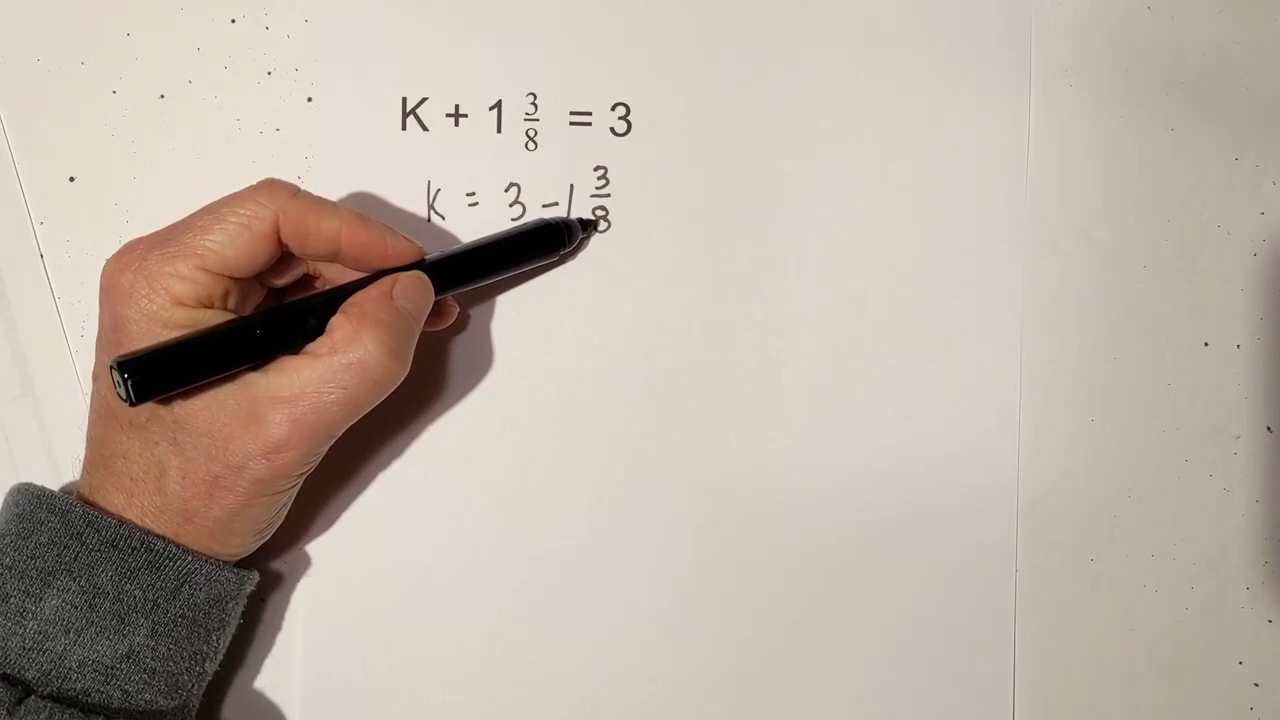 K + 1 3/8 = 3
k = 3 - 1 3/8